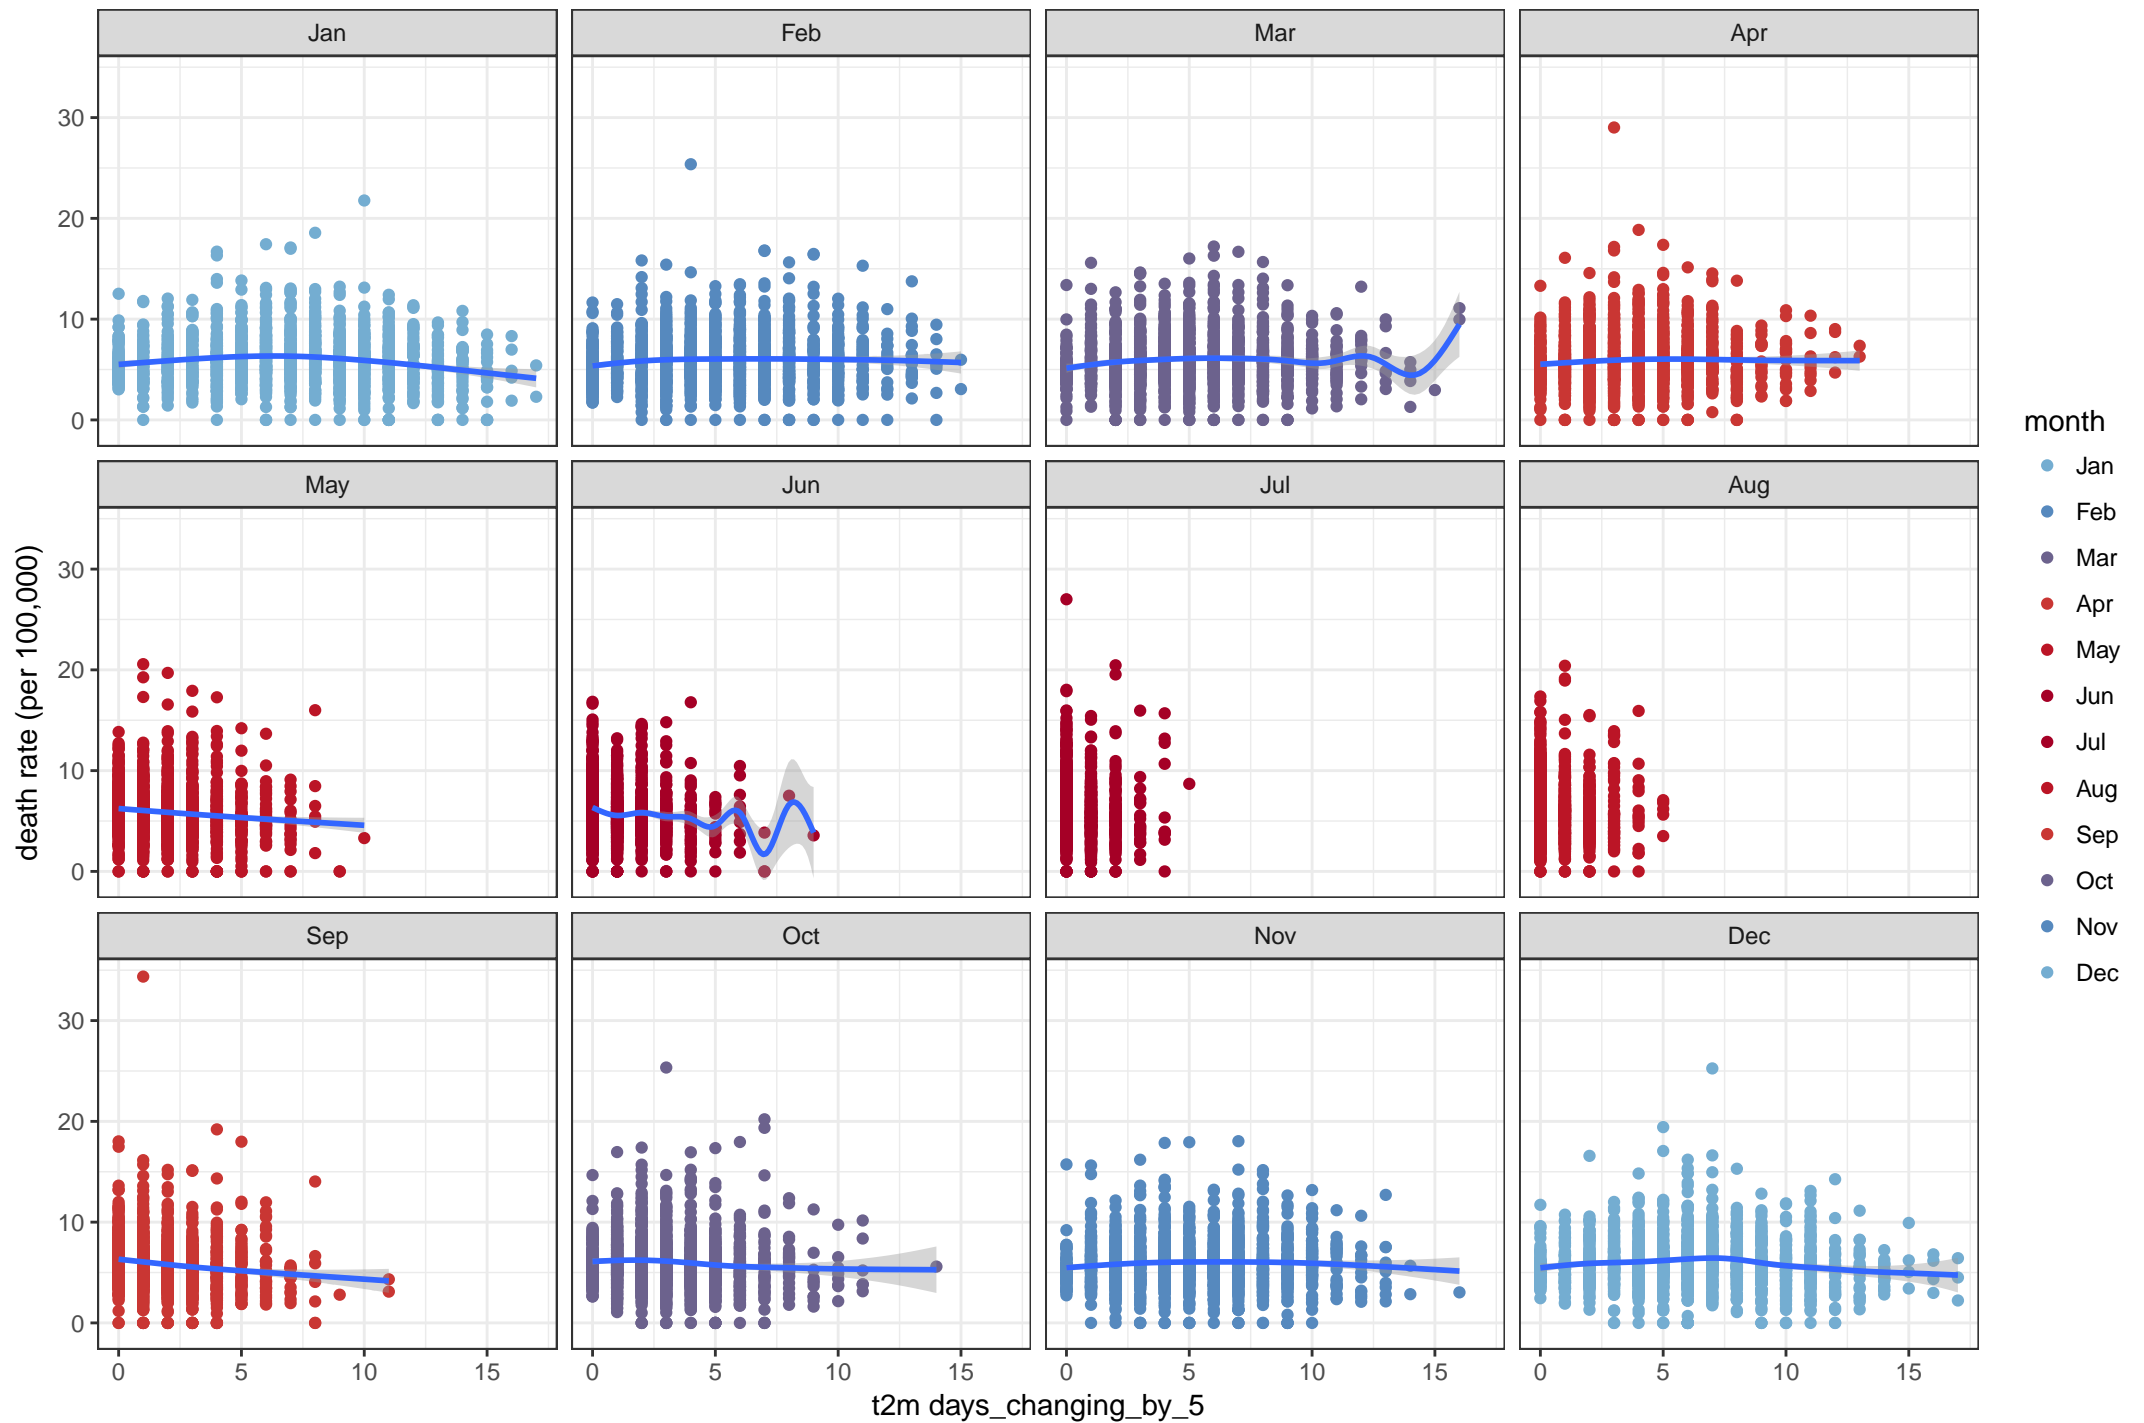 Jan Feb Mar Apr
30
20
10
0
May Jun Jul Aug
30
20
10
0
Sep Oct Nov Dec
30
20
10
0
0 5 10 15 0 5 10 15 0 5 10 15 0 5 10 15
t2m days_changing_by_5
death rate (per 100,000)
month
Jan
Feb
Mar
Apr
May
Jun
Jul
Aug
Sep
Oct
Nov
Dec